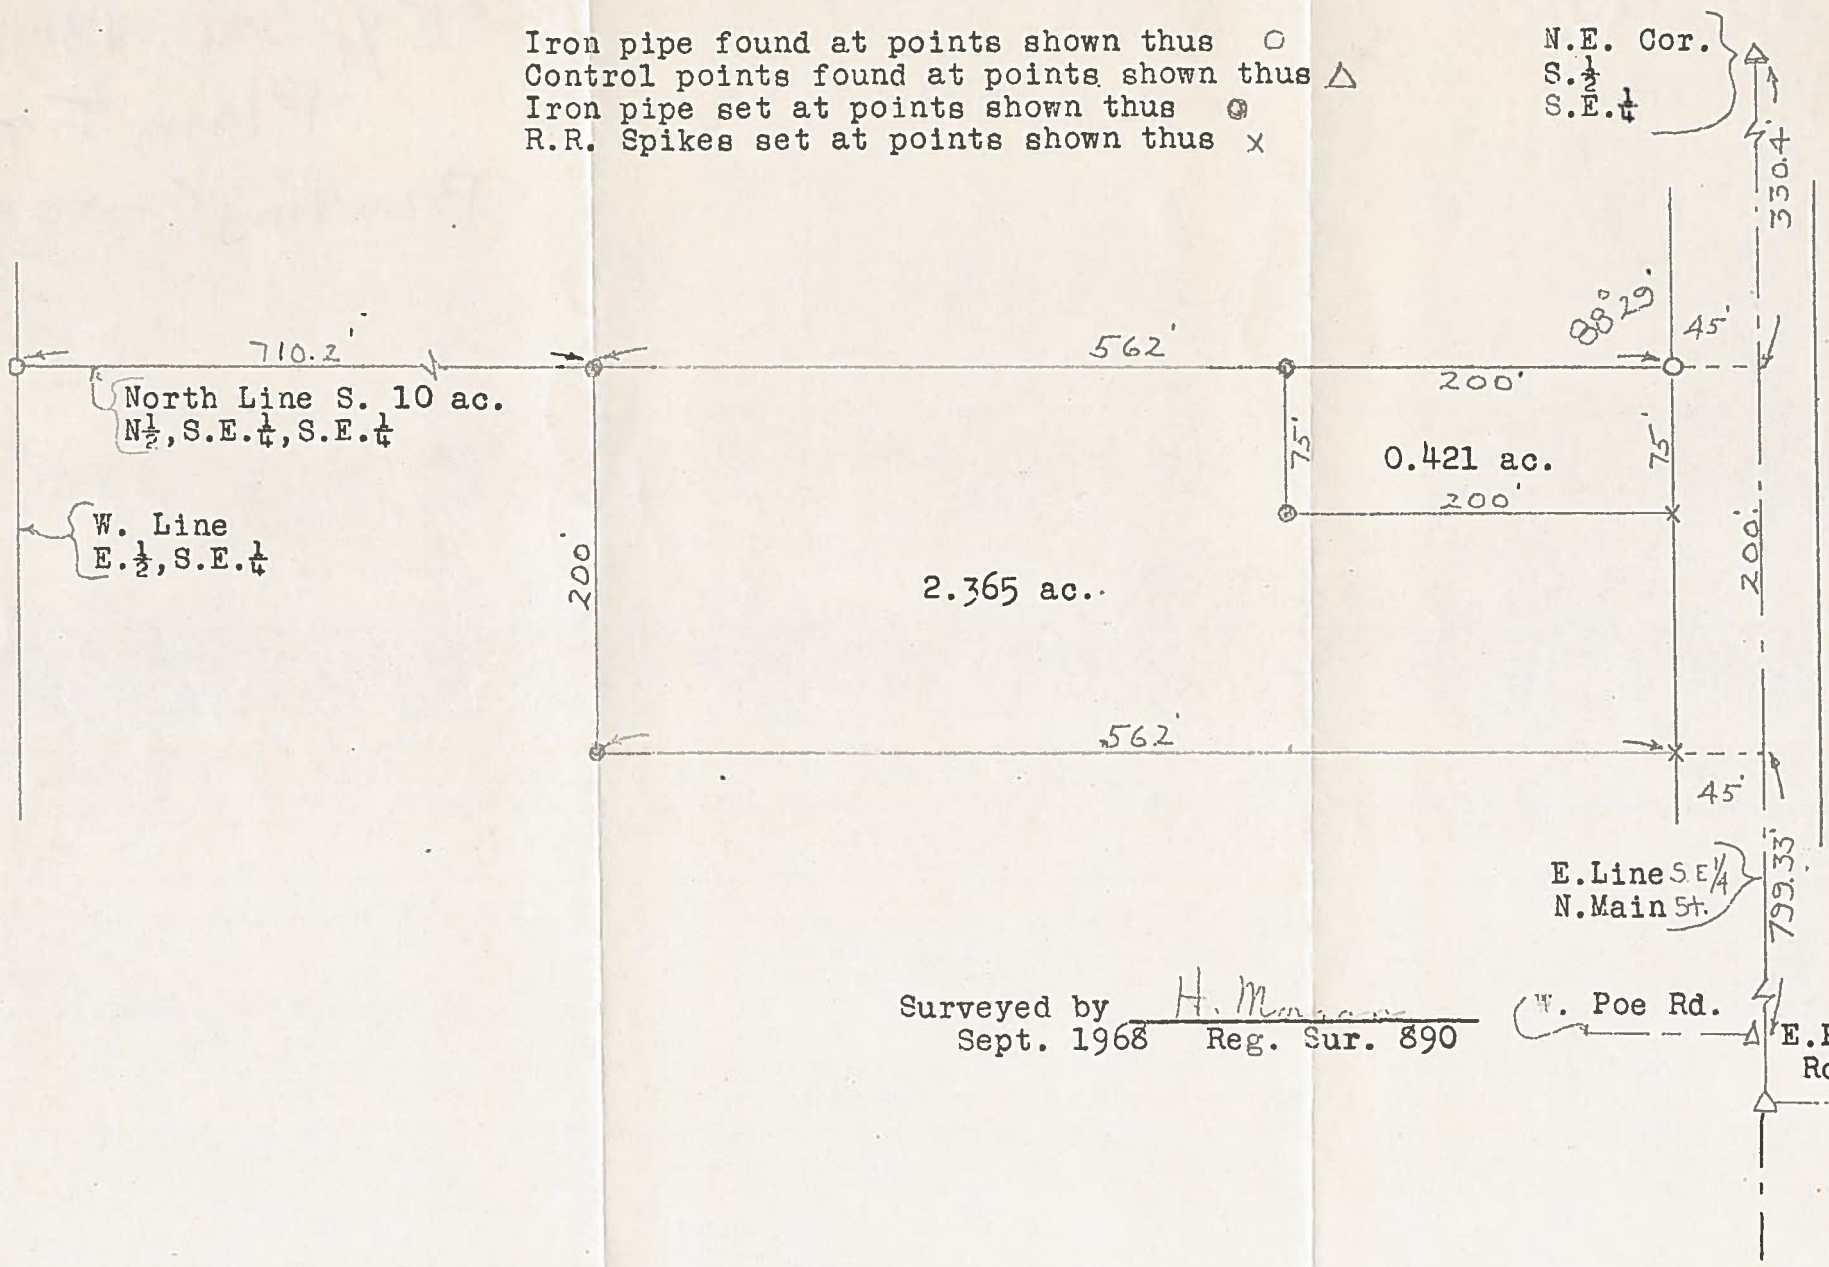 Iron pipe found at points shown thus
Control points found at points shown thus
Iron pipe set at points shown thus
R.R. Spikes set at points shown thus
N.E. Cor.
S.½
S.E.¼
330.4'
88° 29'
45'
710.2'
562'
200'
North Line S. 10 ac.
N½, S.E.¼, S.E.¼
75'
0.421 ac.
75'
200'
W. Line
E.½, S.E.¼
200'
2.365 ac.
200'
562'
45'
E.Line S.E 1/4
N.Main St.
799.33'
Surveyed by H.
Sept. 1968 Reg. Sur. 890
W. Poe Rd.
E.